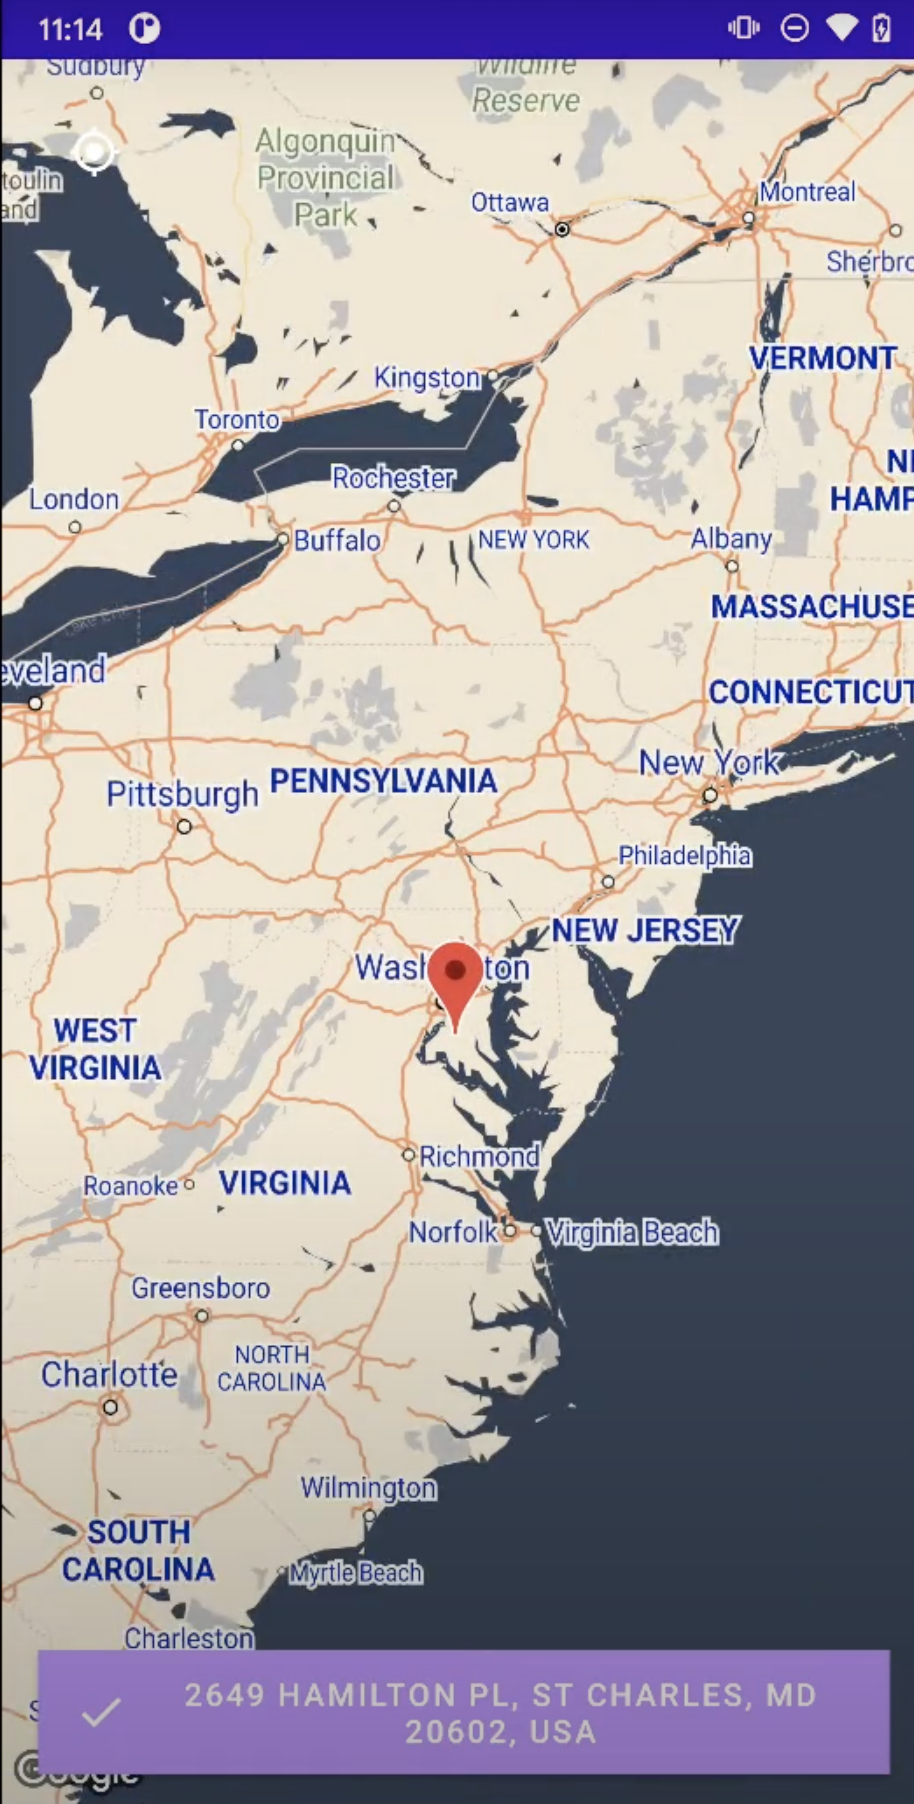 11:14
Sudbury
Wildlife
Reserve
Algonquin
Provincial
Park
toulin
and
Ottawa
Montreal
Sherbro
VERMONT
Kingston
Toronto
NE
HAMP
Rochester
London
Buffalo
NEW YORK
Albany
Lake Erie
MASSACHUSE
eveland
CONNECTICUT
New York
Pittsburgh
PENNSYLVANIA
Philadelphia
NEW JERSEY
Wash ton
WEST
VIRGINIA
Richmond
Roanoke
VIRGINIA
Norfolk
Virginia Beach
Greensboro
NORTH
CAROLINA
Charlotte
Wilmington
SOUTH
CAROLINA
Myrtle Beach
Charleston
2649 HAMILTON PL, ST CHARLES, MD
20602, USA
S
Google